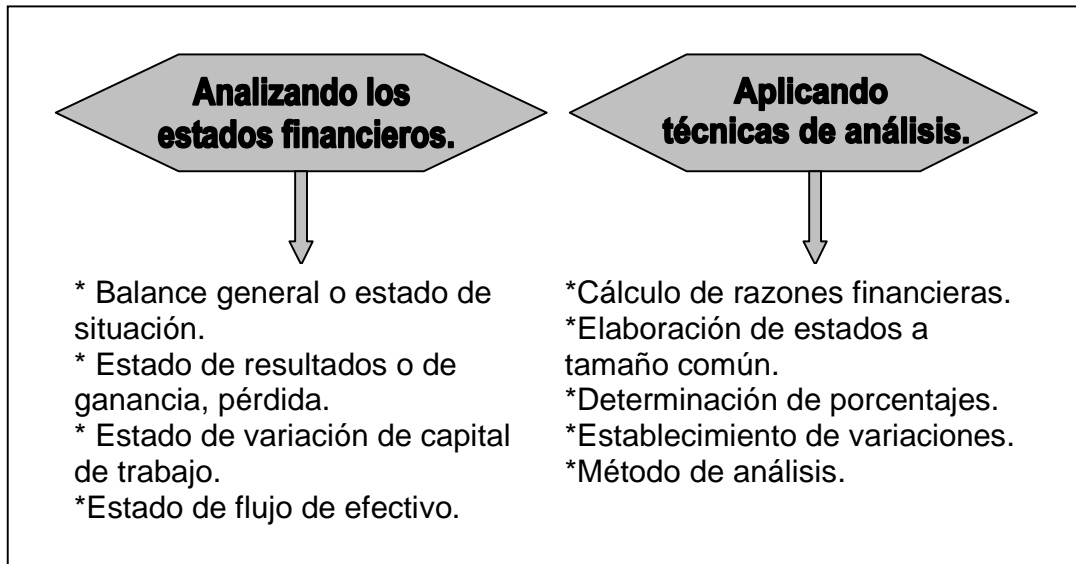 Analizando los
estados financieros.
* Balance general o estado de
situación.
* Estado de resultados o de
ganancia, pérdida.
* Estado de variación de capital
de trabajo.
*Estado de flujo de efectivo.
Aplicando
técnicas de análisis.
*Cálculo de razones financieras.
*Elaboración de estados a
tamaño común.
*Determinación de porcentajes.
*Establecimiento de variaciones.
*Método de análisis.